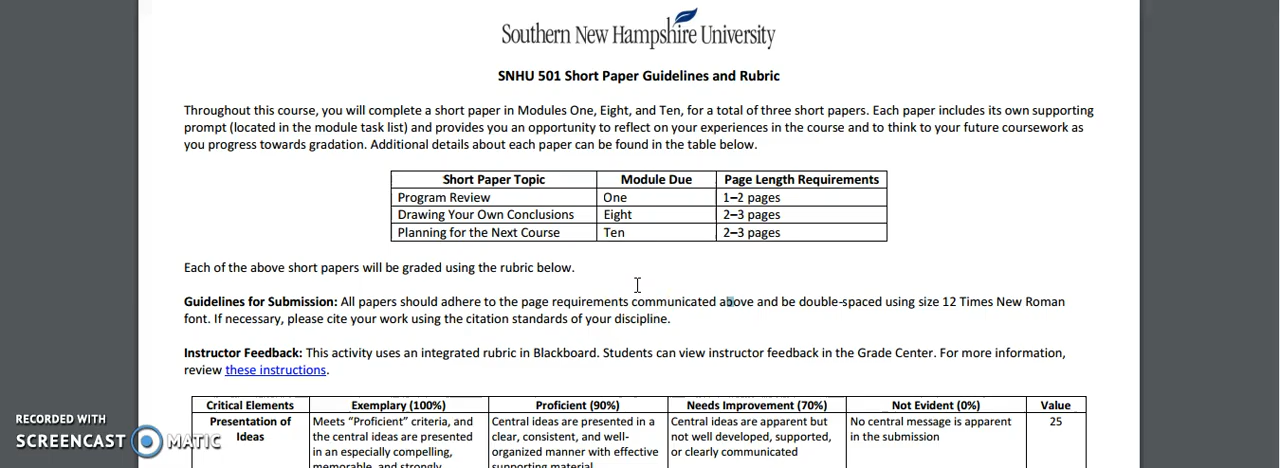 Southern New Hampshire University
SNHU 501 Short Paper Guidelines and Rubric
Throughout this course, you will complete a short paper in Modules One, Eight, and Ten, for a total of three short papers. Each paper includes its own supporting
prompt (located in the module task list) and provides you an opportunity to reflect on your experiences in the course and to think to your future coursework as
you progress towards gradation. Additional details about each paper can be found in the table below.
Short Paper Topic Module Due Page Length Requirements
Program Review One 1–2 pages
Drawing Your Own Conclusions Eight 2–3 pages
Planning for the Next Course Ten 2–3 pages
Each of the above short papers will be graded using the rubric below.
Guidelines for Submission: All papers should adhere to the page requirements communicated above and be double-spaced using size 12 Times New Roman
font. If necessary, please cite your work using the citation standards of your discipline.
Instructor Feedback: This activity uses an integrated rubric in Blackboard. Students can view instructor feedback in the Grade Center. For more information,
review these instructions.
Critical Elements Exemplary (100%) Proficient (90%) Needs Improvement (70%) Not Evident (0%) Value
Presentation of Meets “Proficient” criteria, and Central ideas are presented in a Central ideas are apparent but No central message is apparent 25
Ideas the central ideas are presented clear, consistent, and well- not well developed, supported, in the submission
in an especially compelling, organized manner with effective or clearly communicated
memorable, and strongly supporting material
RECORDED WITH
SCREENCAST MATIC